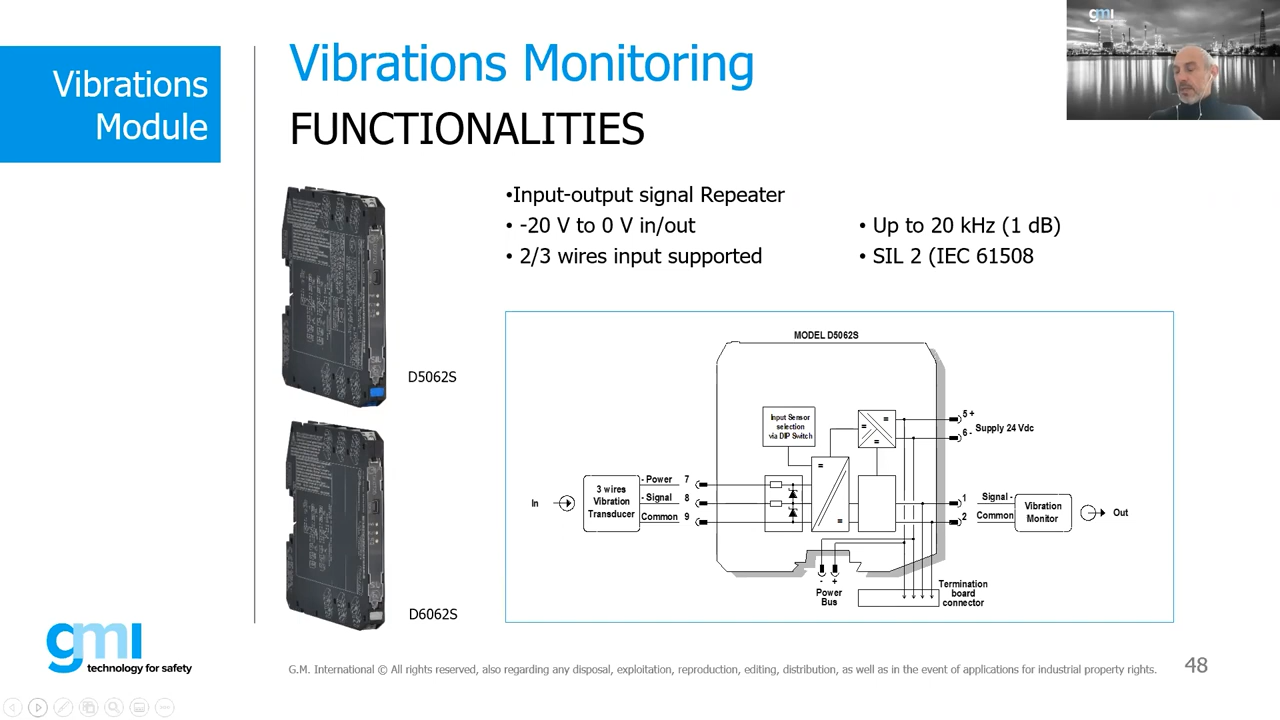 Vibrations
Module
Vibrations Monitoring
FUNCTIONALITIES
gmi
•Input-output signal Repeater
• -20 V to 0 V in/out
• 2/3 wires input supported
• Up to 20 kHz (1 dB)
• SIL 2 (IEC 61508
D5062S
D6062S
MODEL D5062S
Input Sensor
selection
via DIP Switch
5 +
6 -
Supply 24 Vdc
In
3 wires
Vibration
Transducer
- Power 7
- Signal 8
Common 9
1 Signal -
2 Common
Vibration
Monitor
Out
- +
Power
Bus
Termination
board
connector
gmi
technology for safety
G.M. International © All rights reserved, also regarding any disposal, exploitation, reproduction, editing, distribution, as well as in the event of applications for industrial property rights.
48